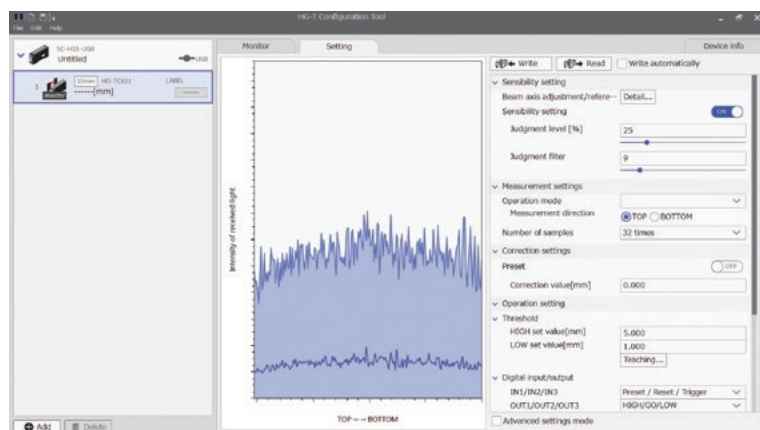 HG-T Configuration Tool
File Edit Help
SC-HG1-USB
Untitled
USB
1
HG-TC101
LABEL
[mm]
master
Monitor
Setting
Device info
Write
Read
Write automatically
Intensity of received light
TOP ←→ BOTTOM
Sensibility setting
Beam axis adjustment/refere··· Detail...
Sensibility setting ON
Judgment level [%] 25
Judgment filter 9
Measurement settings
Operation mode
Measurement direction TOP BOTTOM
Number of samples 32 times
Correction settings
Preset OFF
Correction value[mm] 0.000
Operation setting
Threshold
HIGH set value[mm] 5.000
LOW set value[mm] 1.000
Teaching...
Digital input/output
IN1/IN2/IN3 Preset / Reset / Trigger
OUT1/OUT2/OUT3 HIGH/GO/LOW
Advanced settings mode
Add
Delete